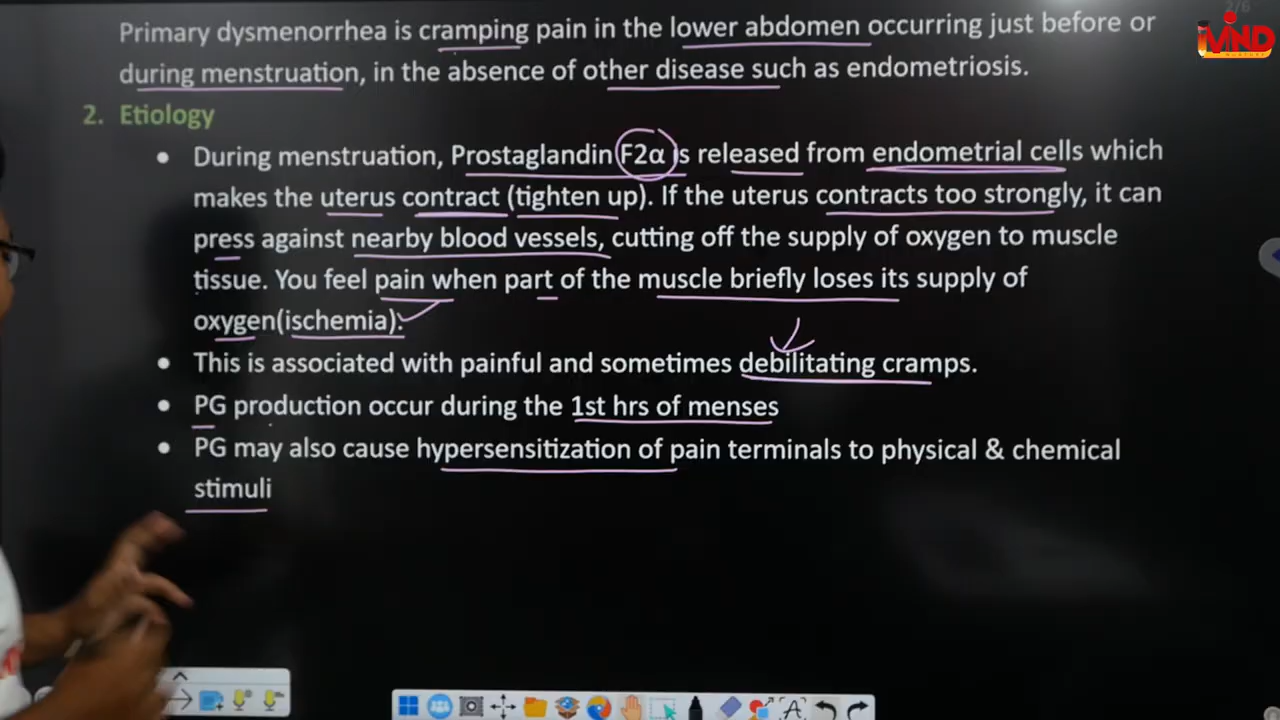 2/6
Primary dysmenorrhea is cramping pain in the lower abdomen occurring just before or
during menstruation, in the absence of other disease such as endometriosis.
2. Etiology
• During menstruation, Prostaglandin F2α is released from endometrial cells which
makes the uterus contract (tighten up). If the uterus contracts too strongly, it can
press against nearby blood vessels, cutting off the supply of oxygen to muscle
tissue. You feel pain when part of the muscle briefly loses its supply of
oxygen(ischemia).
• This is associated with painful and sometimes debilitating cramps.
• PG production occur during the 1st hrs of menses
• PG may also cause hypersensitization of pain terminals to physical & chemical
stimuli